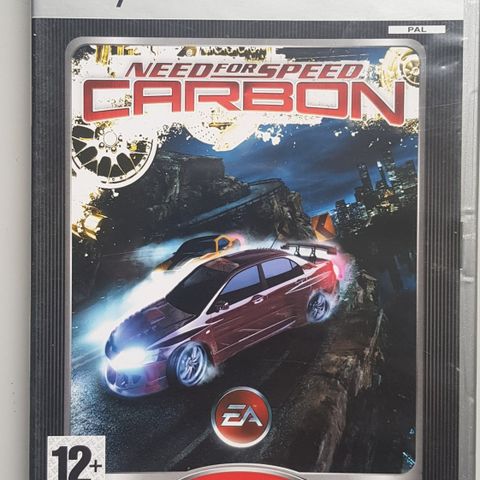 PAL
NEED FOR SPEED
CARBON
EA
12+